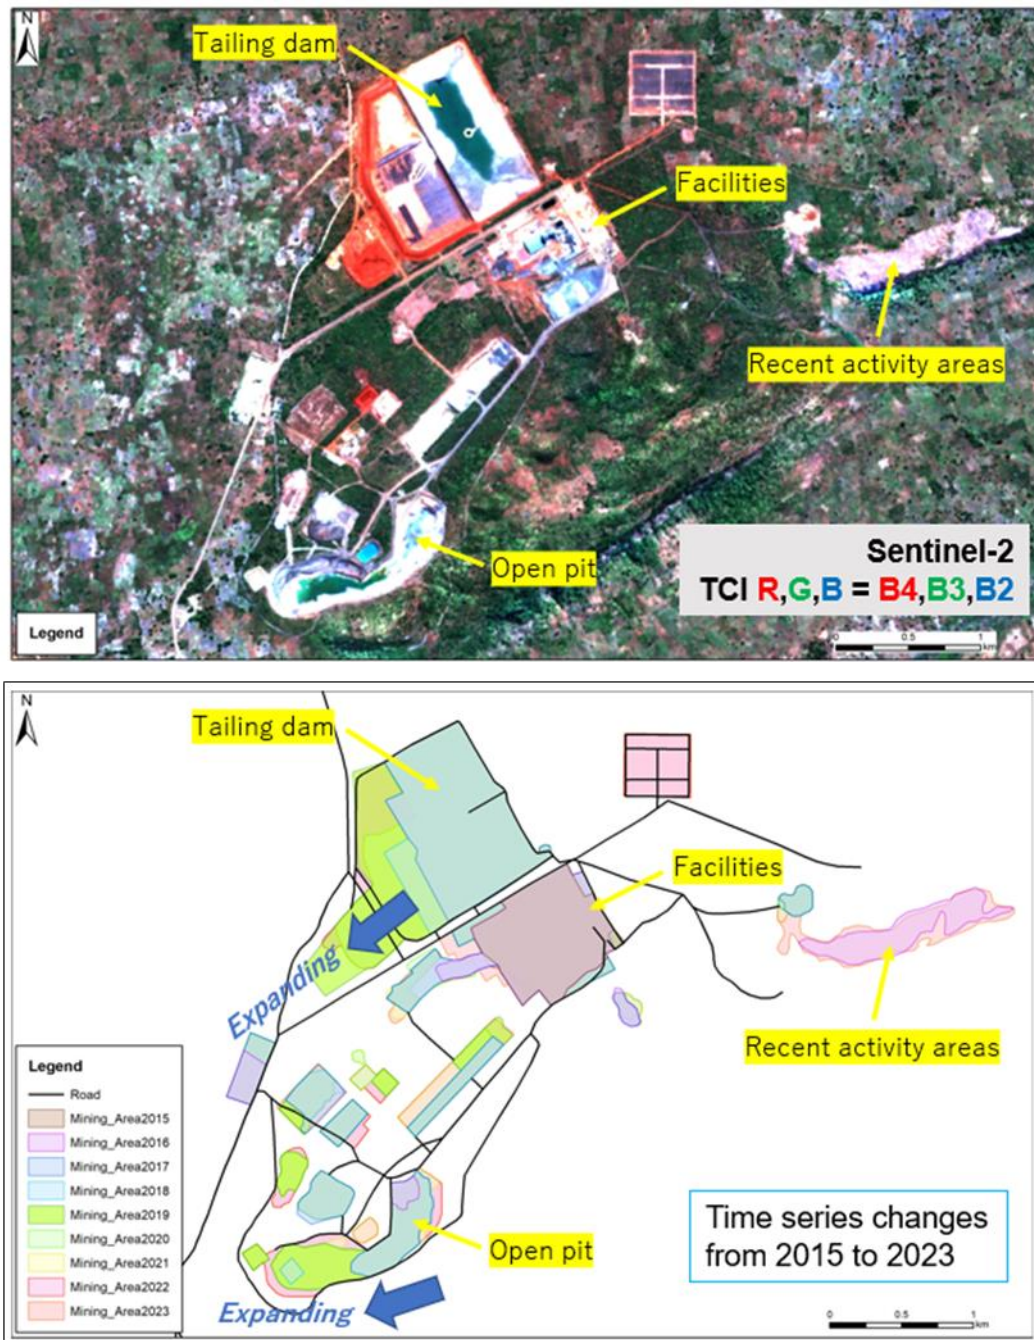 N
Tailing dam
Facilities
Recent activity areas
Open pit
Sentinel-2
TCI R,G,B = B4,B3,B2
Legend
0 0.5 1
km
N
Tailing dam
Facilities
Expanding
Recent activity areas
Legend
Road
Mining_Area2015
Mining_Area2016
Mining_Area2017
Mining_Area2018
Mining_Area2019
Mining_Area2020
Mining_Area2021
Mining_Area2022
Mining_Area2023
Open pit
Expanding
Time series changes
from 2015 to 2023
0 0.5 1
km